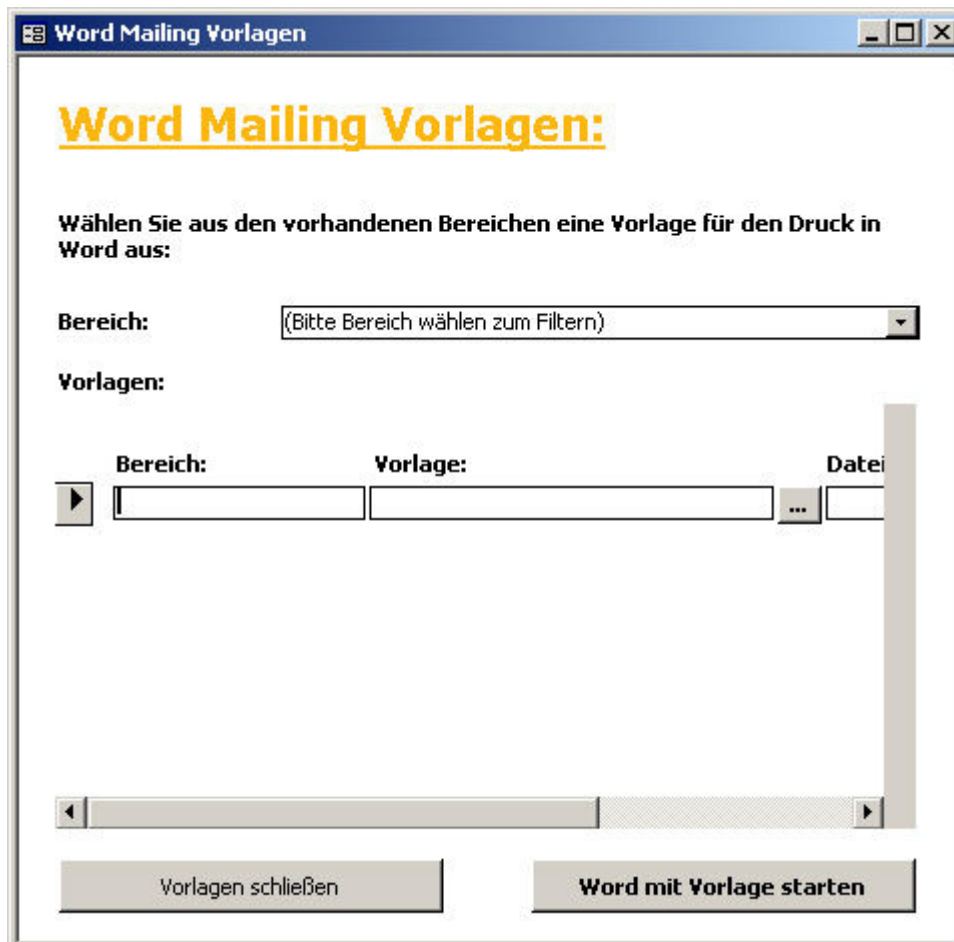 Word Mailing Vorlagen
Word Mailing Vorlagen:
Wählen Sie aus den vorhandenen Bereichen eine Vorlage für den Druck in
Word aus:
Bereich: (Bitte Bereich wählen zum Filtern)
Vorlagen:
Bereich: Vorlage: Datei
...
Vorlagen schließen Word mit Vorlage starten